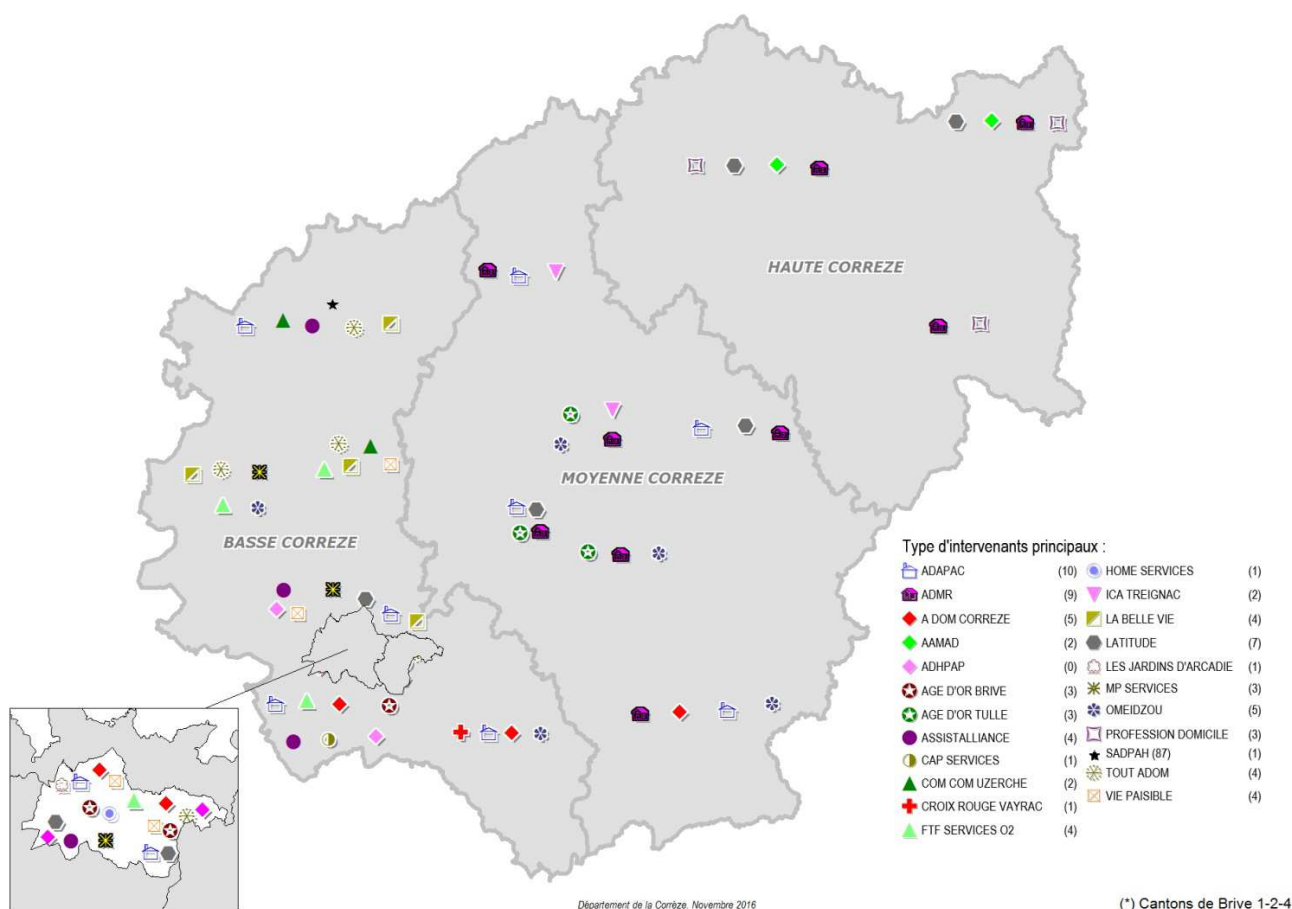 HAUTE CORREZE
MOYENNE CORREZE
BASSE CORREZE
Type d'intervenants principaux :
ADAPAC (10)
ADMR (9)
A DOM CORREZE (5)
AAMAD (2)
ADHPAP (0)
AGE D'OR BRIVE (3)
AGE D'OR TULLE (3)
ASSISTALLIANCE (4)
CAP SERVICES (1)
COM COM UZERCHE (2)
CROIX ROUGE VAYRAC (1)
FTF SERVICES O2 (4)
HOME SERVICES (1)
ICA TREIGNAC (2)
LA BELLE VIE (4)
LATITUDE (7)
LES JARDINS D'ARCADIE (1)
MP SERVICES (3)
OMEIDZOU (5)
PROFESSION DOMICILE (3)
SADPAH (87) (1)
TOUT ADOM (4)
VIE PAISIBLE (4)
Département de la Corrèze, Novembre 2016
(*) Cantons de Brive 1-2-4